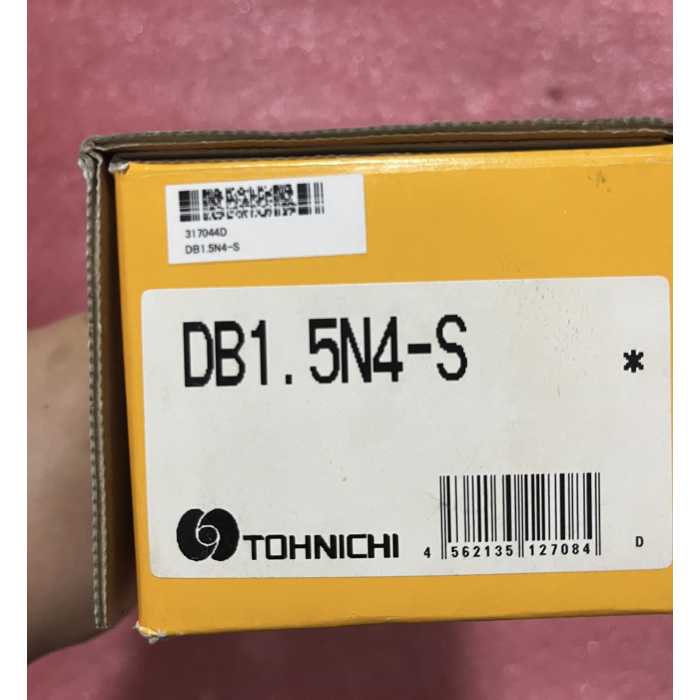 317044D
DB1.5N4-S
DB1.5N4-S
*
TOHNICHI
4 562135 127084 D